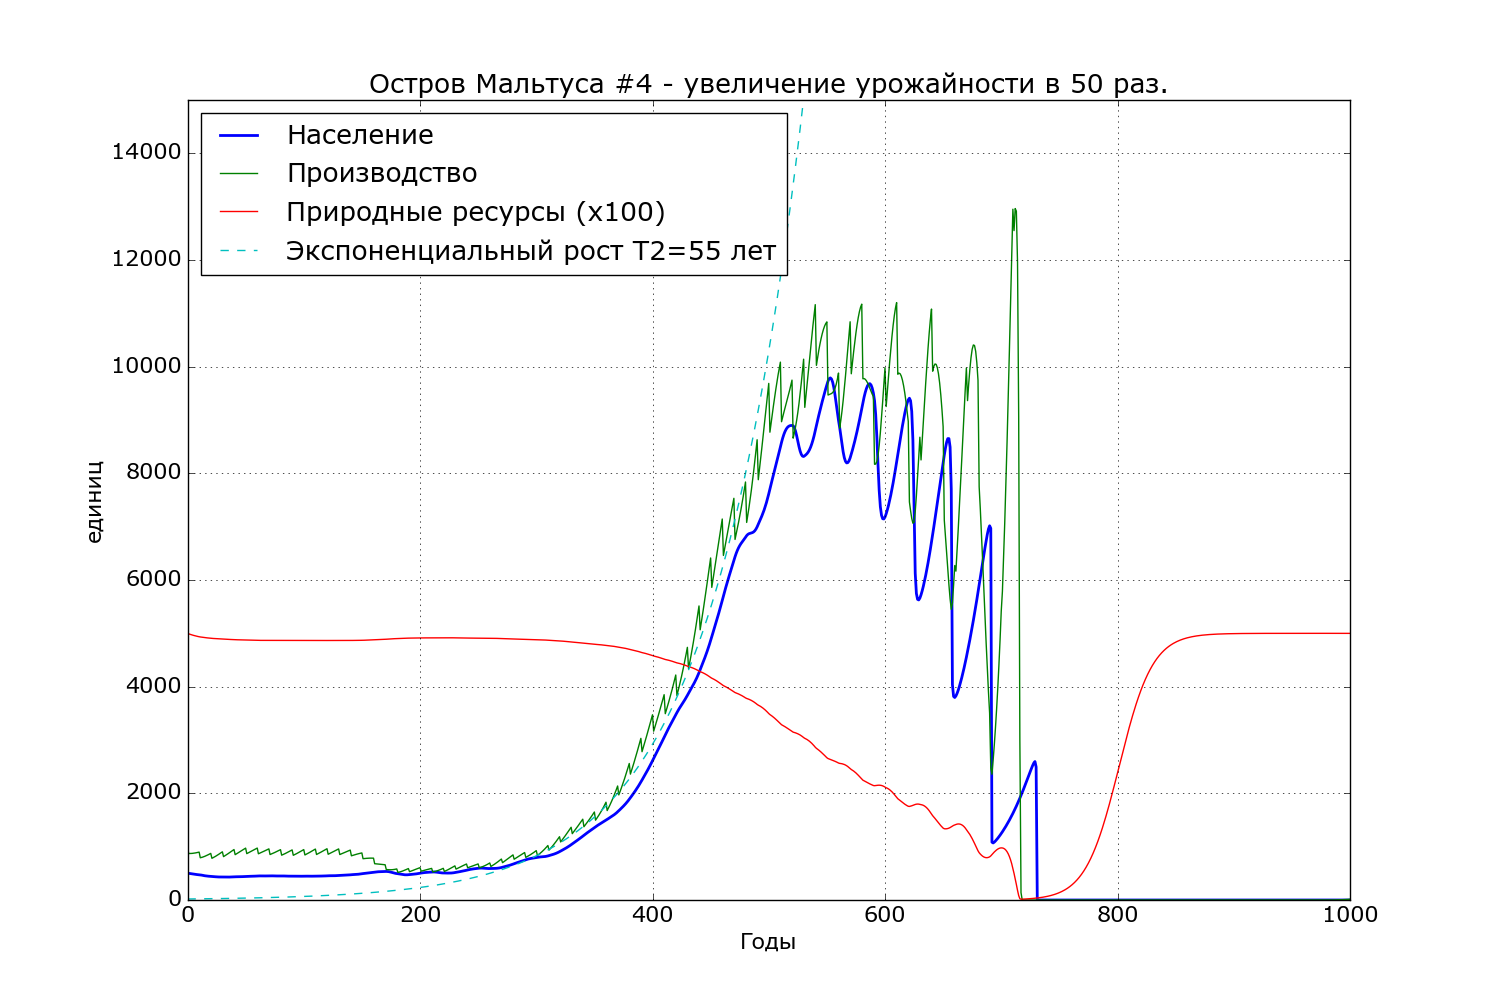 Остров Мальтуса #4 - увеличение урожайности в 50 раз.
Население
Производство
Природные ресурсы (x100)
Экспоненциальный рост T2=55 лет
14000
12000
10000
8000
6000
4000
2000
0
единиц
0 200 400 600 800 1000
Годы